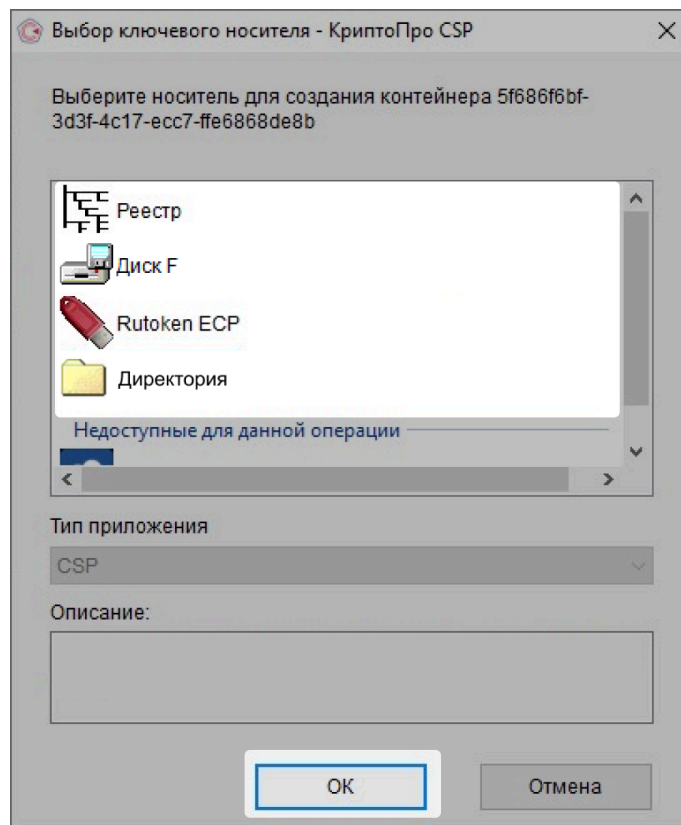 Выбор ключевого носителя - КриптоПро CSP
Выберите носитель для создания контейнера 5f686f6bf-
3d3f-4c17-ecc7-ffe6868de8b
Реестр
Диск F
Rutoken ECP
Директория
Недоступные для данной операции
Тип приложения
CSP
Описание:
ОК
Отмена